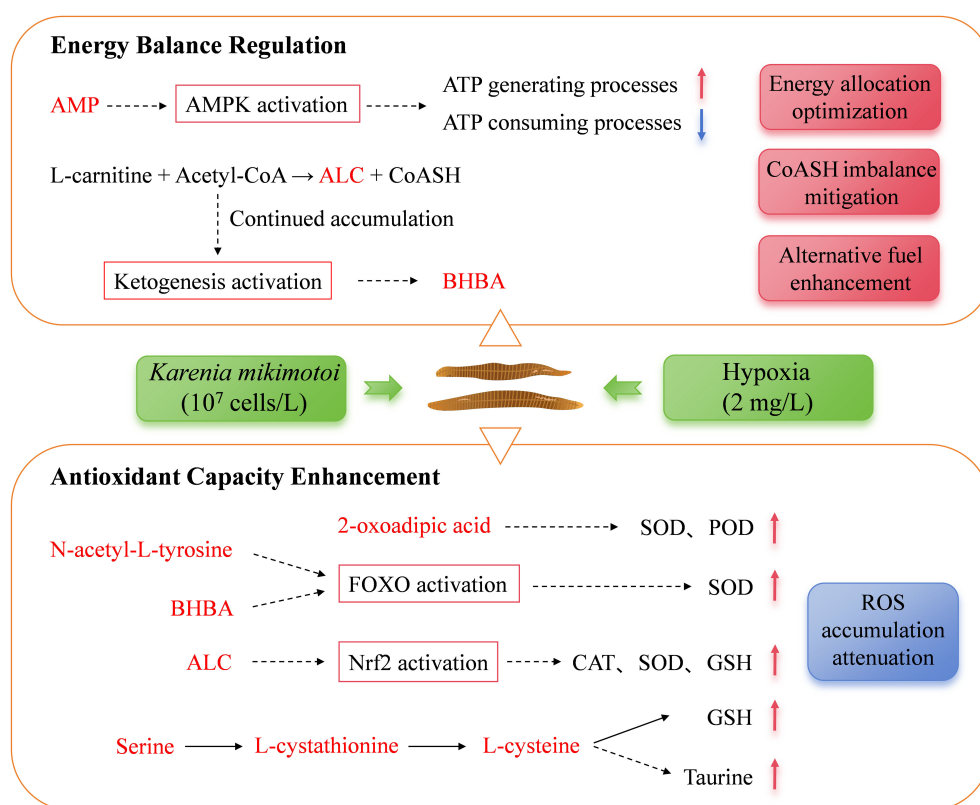 Energy Balance Regulation
AMP
AMPK activation
ATP generating processes
ATP consuming processes
Energy allocation
optimization
L-carnitine + Acetyl-CoA → ALC + CoASH
Continued accumulation
CoASH imbalance
mitigation
Ketogenesis activation
BHBA
Alternative fuel
enhancement
Karenia mikimotoi
(10⁷ cells/L)
Hypoxia
(2 mg/L)
Antioxidant Capacity Enhancement
2-oxoadipic acid
SOD、POD
N-acetyl-L-tyrosine
BHBA
FOXO activation
SOD
ALC
Nrf2 activation
CAT、SOD、GSH
ROS
accumulation
attenuation
Serine
L-cystathionine
L-cysteine
GSH
Taurine